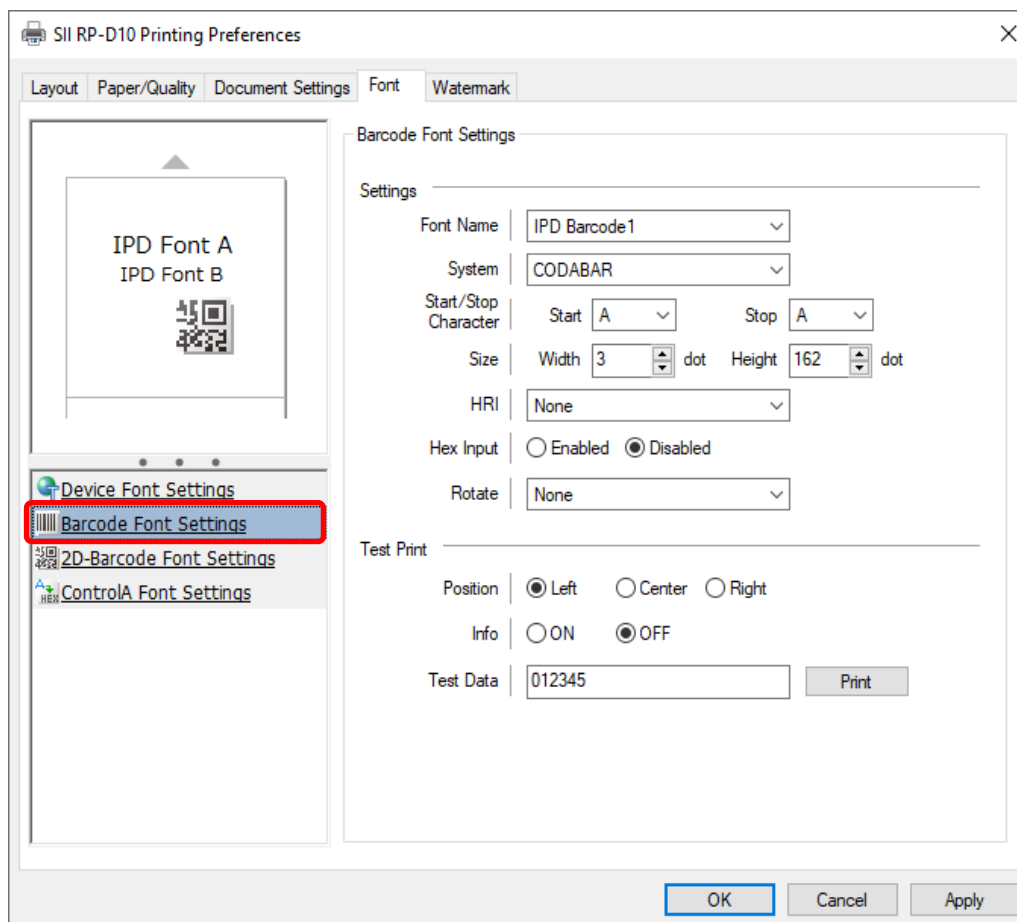 SII RP-D10 Printing Preferences
Layout Paper/Quality Document Settings Font Watermark
IPD Font A
IPD Font B
Device Font Settings
Barcode Font Settings
2D-Barcode Font Settings
A HEX ControlA Font Settings
Barcode Font Settings
Settings
Font Name IPD Barcode1
System CODABAR
Start/Stop
Character Start A Stop A
Size Width 3 dot Height 162 dot
HRI None
Hex Input Enabled Disabled
Rotate None
Test Print
Position Left Center Right
Info ON OFF
Test Data 012345 Print
OK Cancel Apply